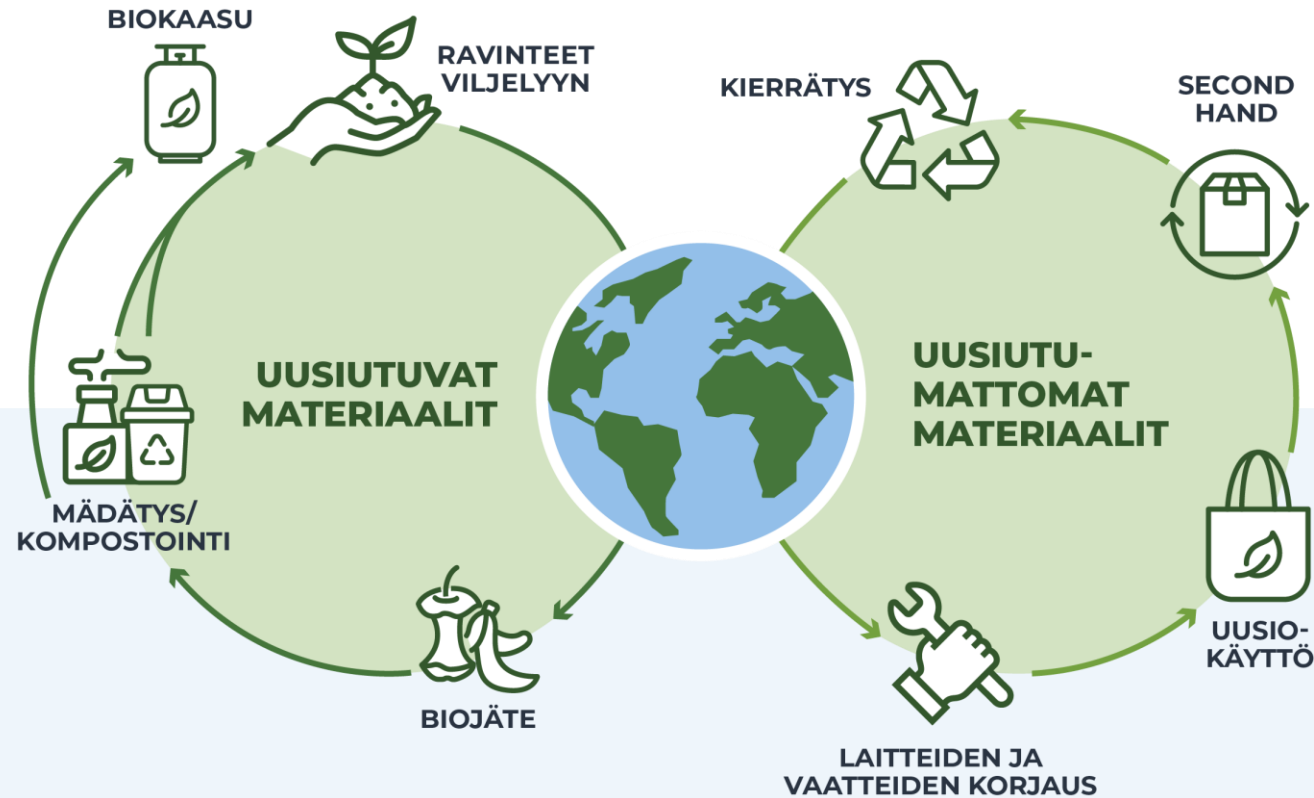 BIOKAASU
RAVINTEET
VILJELYYN
UUSIUTUVAT
MATERIAALIT
MÄDÄTYS/
KOMPOSTOINTI
BIOJÄTE
KIERRÄTYS
SECOND
HAND
UUSIUTU-
MATTOMAT
MATERIAALIT
UUSIO-
KÄYTTÖ
LAITTEIDEN JA
VAATTEIDEN KORJAUS